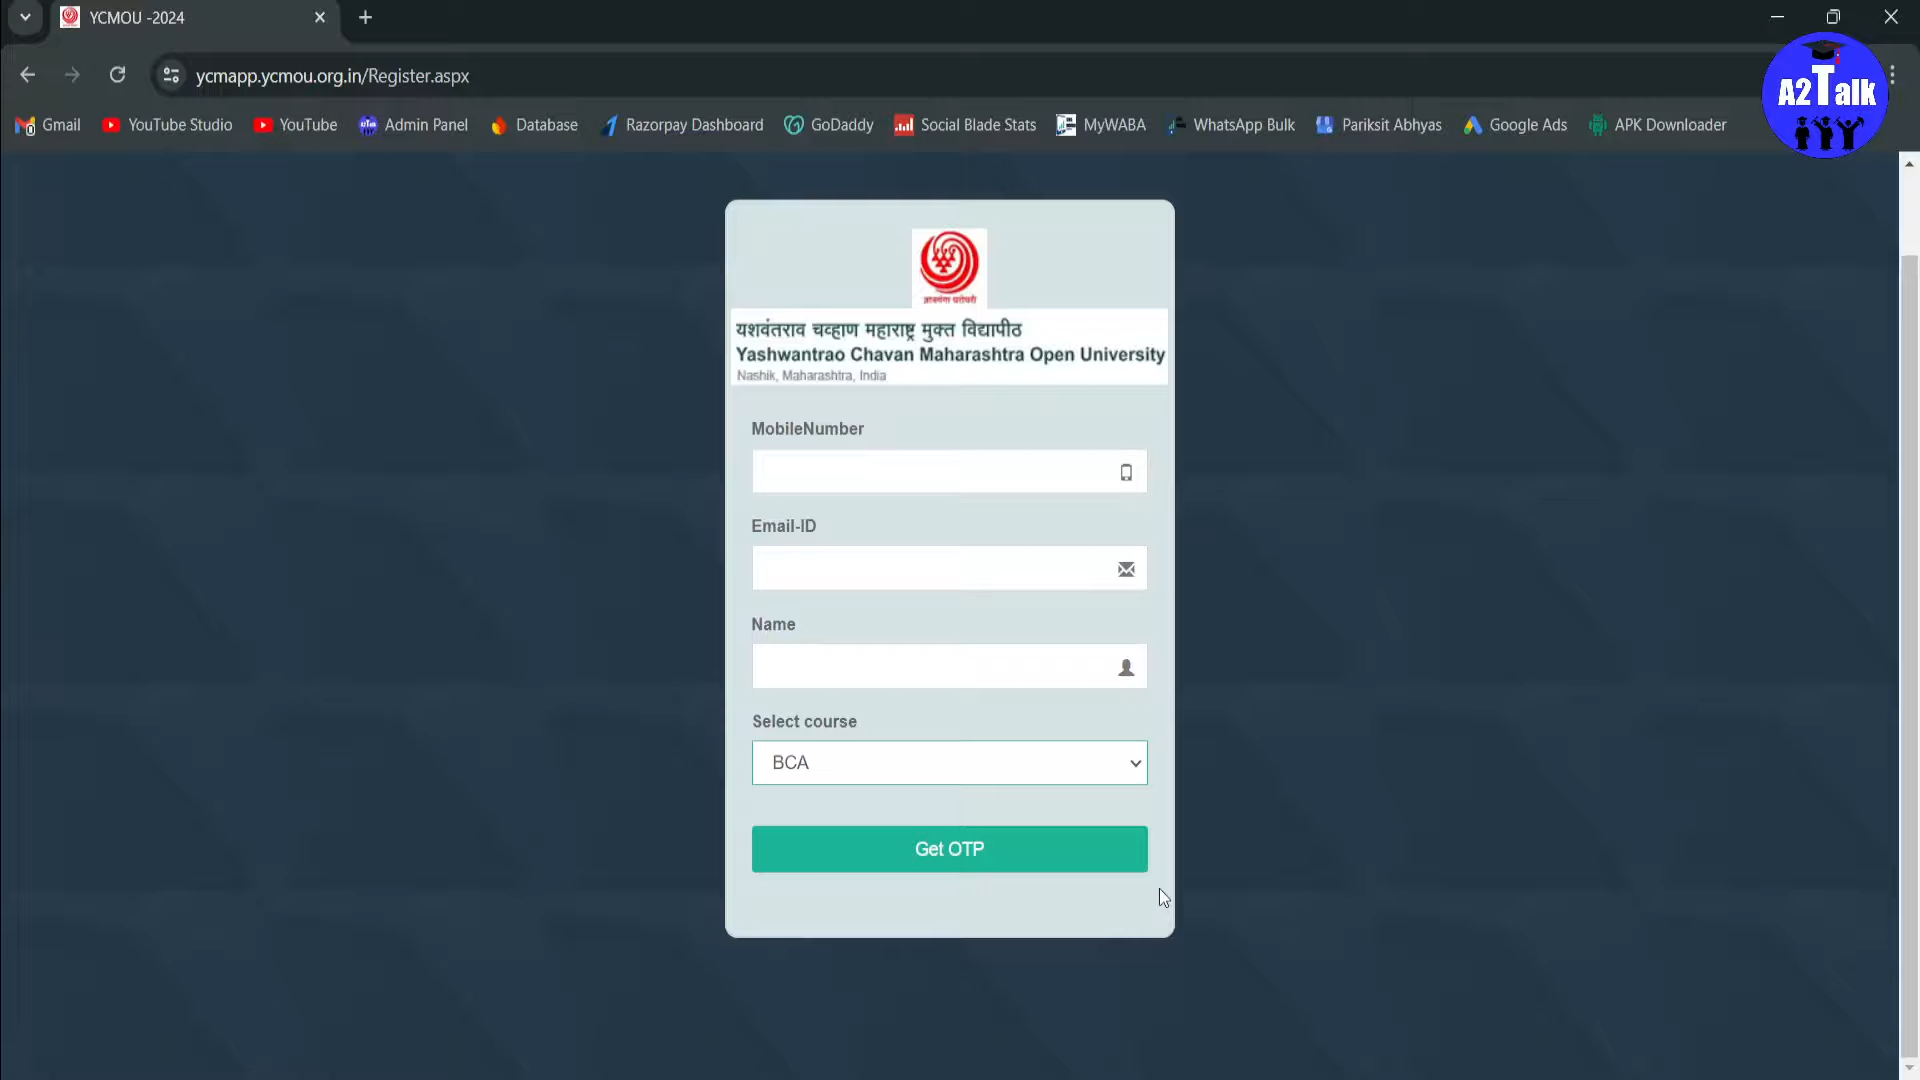 YCMOU -2024
ycmapp.ycmou.org.in/Register.aspx
Gmail
YouTube Studio
YouTube
Admin Panel
Database
Razorpay Dashboard
GoDaddy
Social Blade Stats
MyWABA
WhatsApp Bulk
Pariksit Abhyas
Google Ads
APK Downloader
A2Talk
यशवंतराव चव्हाण महाराष्ट्र मुक्त विद्यापीठ
Yashwantrao Chavan Maharashtra Open University
Nashik, Maharashtra, India
MobileNumber
Email-ID
Name
Select course
BCA
Get OTP